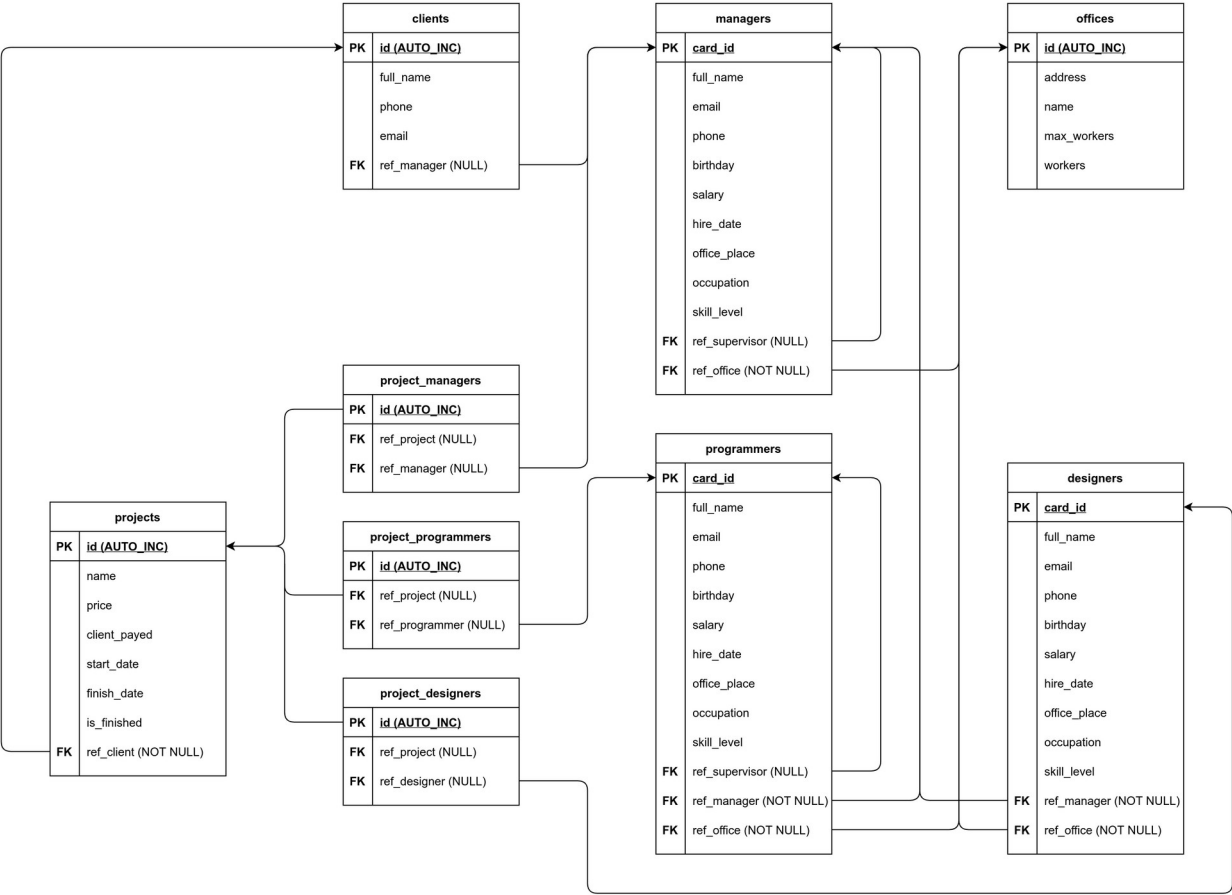 clients
PK id (AUTO_INC)
full_name
phone
email
FK ref_manager (NULL)
managers
PK card_id
full_name
email
phone
birthday
salary
hire_date
office_place
occupation
skill_level
FK ref_supervisor (NULL)
FK ref_office (NOT NULL)
offices
PK id (AUTO_INC)
address
name
max_workers
workers
project_managers
PK id (AUTO_INC)
FK ref_project (NULL)
FK ref_manager (NULL)
projects
PK id (AUTO_INC)
name
price
client_payed
start_date
finish_date
is_finished
FK ref_client (NOT NULL)
project_programmers
PK id (AUTO_INC)
FK ref_project (NULL)
FK ref_programmer (NULL)
project_designers
PK id (AUTO_INC)
FK ref_project (NULL)
FK ref_designer (NULL)
programmers
PK card_id
full_name
email
phone
birthday
salary
hire_date
office_place
occupation
skill_level
FK ref_supervisor (NULL)
FK ref_manager (NOT NULL)
FK ref_office (NOT NULL)
designers
PK card_id
full_name
email
phone
birthday
salary
hire_date
office_place
occupation
skill_level
FK ref_manager (NOT NULL)
FK ref_office (NOT NULL)